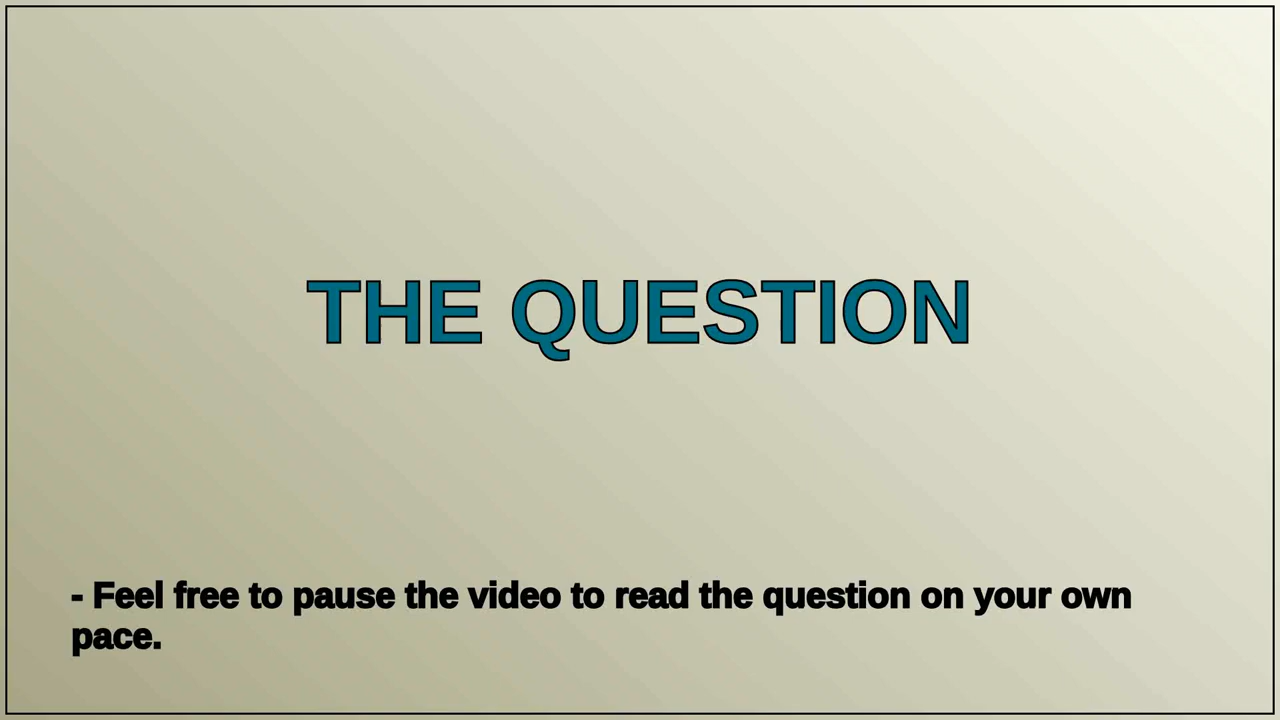 THE QUESTION
- Feel free to pause the video to read the question on your own
pace.